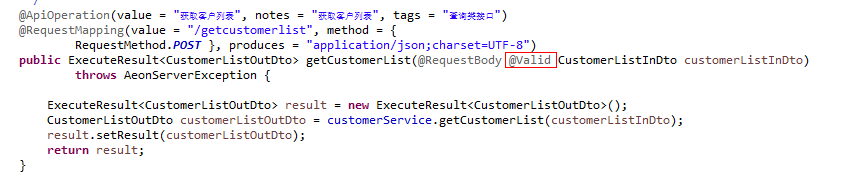 @ApiOperation(value = "获取客户列表", notes = "获取客户列表", tags = "查询类接口")
@RequestMapping(value = "/getcustomerlist", method = {
RequestMethod.POST }, produces = "application/json;charset=UTF-8")
public ExecuteResult<CustomerListOutDto> getCustomerList(@RequestBody @Valid CustomerListInDto customerListInDto)
throws AeonServerException {
ExecuteResult<CustomerListOutDto> result = new ExecuteResult<CustomerListOutDto>();
CustomerListOutDto customerListOutDto = customerService.getCustomerList(customerListInDto);
result.setResult(customerListOutDto);
return result;
}